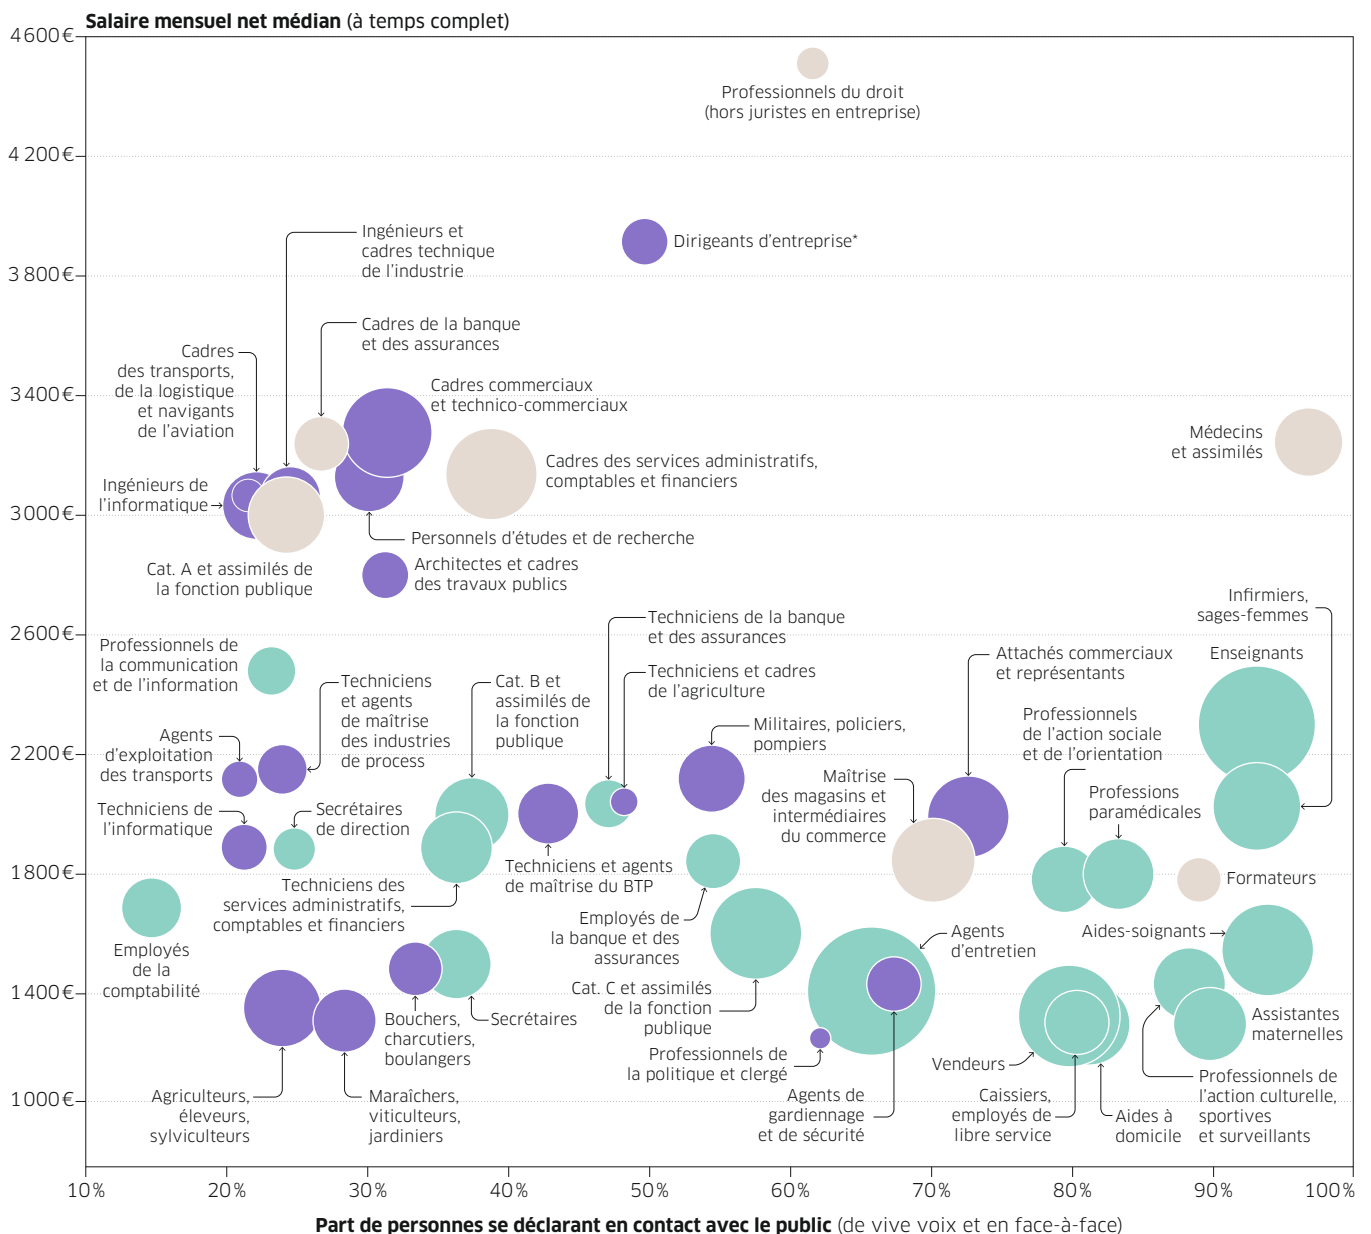 Salaire mensuel net médian (à temps complet)
4600€
4200€
3800€
3400€
3000€
2600€
2200€
1800€
1400€
1000€
Professionnels du droit
(hors juristes en entreprise)
Dirigeants d'entreprise*
Ingénieurs et
cadres technique
de l'industrie
Cadres de la banque
et des assurances
Cadres
des transports,
de la logistique
et navigants
de l'aviation
Cadres commerciaux
et technico-commerciaux
Médecins
et assimilés
Cadres des services administratifs,
comptables et financiers
Ingénieurs de
l'informatique
Personnels d'études et de recherche
Cat. A et assimilés de
la fonction publique
Architectes et cadres
des travaux publics
Infirmiers,
sages-femmes
Techniciens de la banque
et des assurances
Professionnels de
la communication
et de l'information
Enseignants
Attachés commerciaux
et représentants
Techniciens et cadres
de l'agriculture
Techniciens
et agents
de maîtrise
des industries
de process
Cat. B et
assimilés de
la fonction
publique
Professionnels
de l'action sociale
et de l'orientation
Militaires, policiers,
pompiers
Agents
d'exploitation
des transports
Maîtrise
des magasins et
intermédiaires
du commerce
Professions
paramédicales
Techniciens de
l'informatique
Secrétaires
de direction
Techniciens et agents
de maîtrise du BTP
Formateurs
Techniciens des
services administratifs,
comptables et financiers
Employés de
la banque et des
assurances
Agents
d'entretien
Aides-soignants
Employés
de la
comptabilité
Cat. C et assimilés
de la fonction
publique
Bouchers,
charcutiers,
boulangers
Secrétaires
Assistantes
maternelles
Professionnels de
la politique et clergé
Vendeurs
Professionnels de
l'action culturelle,
sportives
et surveillants
Agriculteurs,
éleveurs,
sylviculteurs
Maraîchers,
viticulteurs,
jardiniers
Agents de
gardiennage
et de sécurité
Caissiers,
employés de
libre service
Aides à
domicile
10% 20% 30% 40% 50% 60% 70% 80% 90% 100%
Part de personnes se déclarant en contact avec le public (de vive voix et en face-à-face)